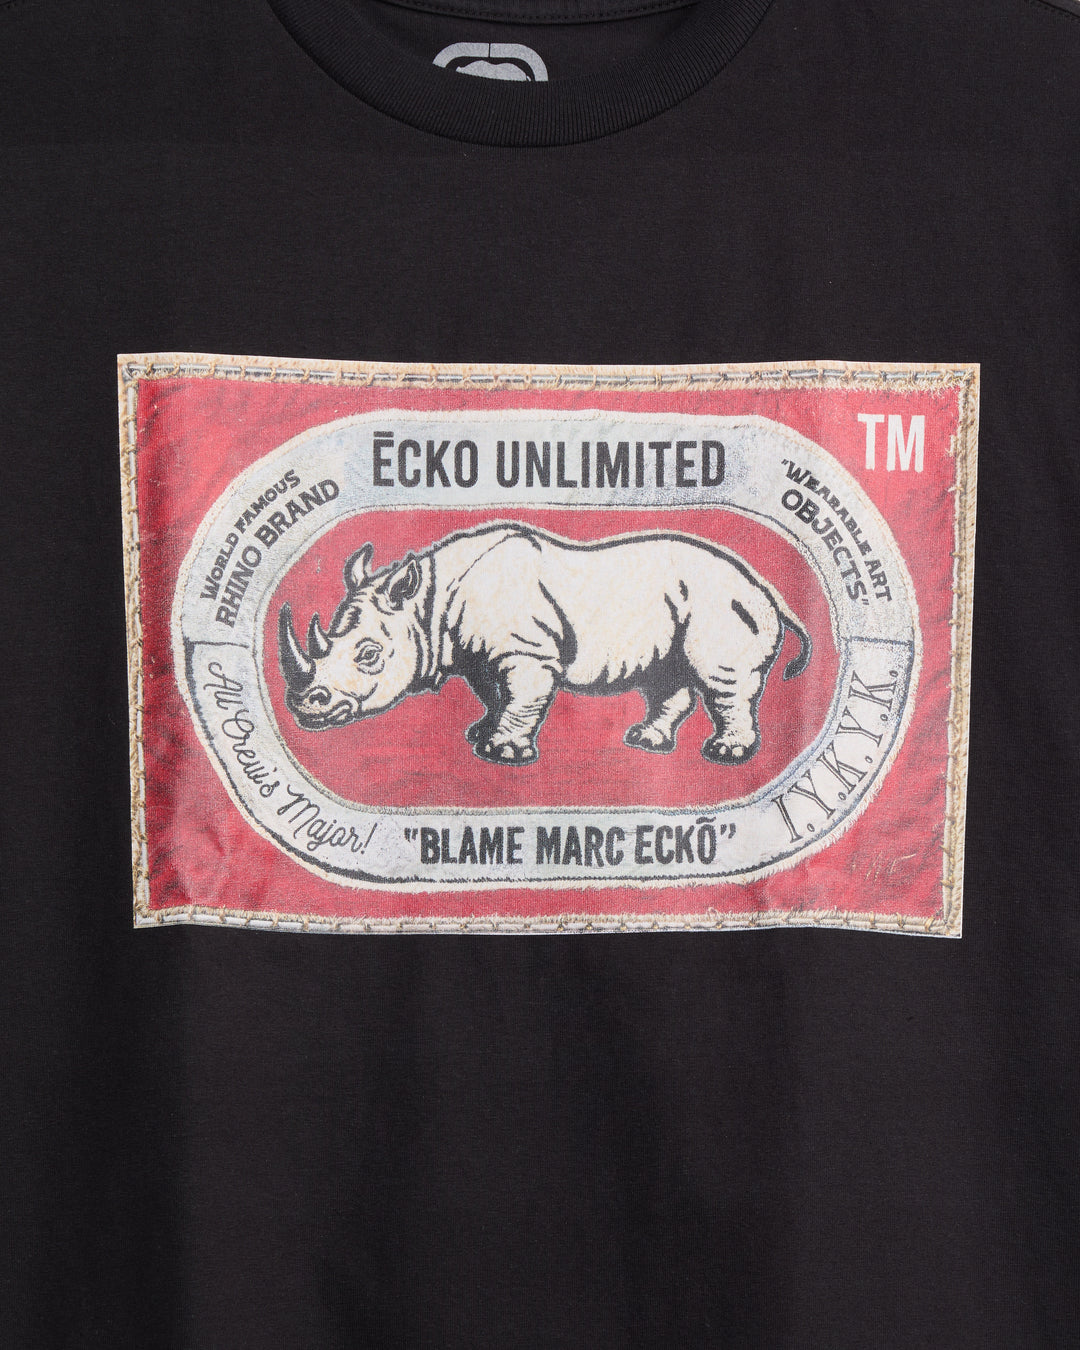 ĒCKO UNLIMITED
TM
WORLD FAMOUS
RHINO BRAND
"WEARABLE ART
OBJECTS"
All Crew's Major!
"BLAME MARC ECKŌ"
I.Y.K.Y.K.